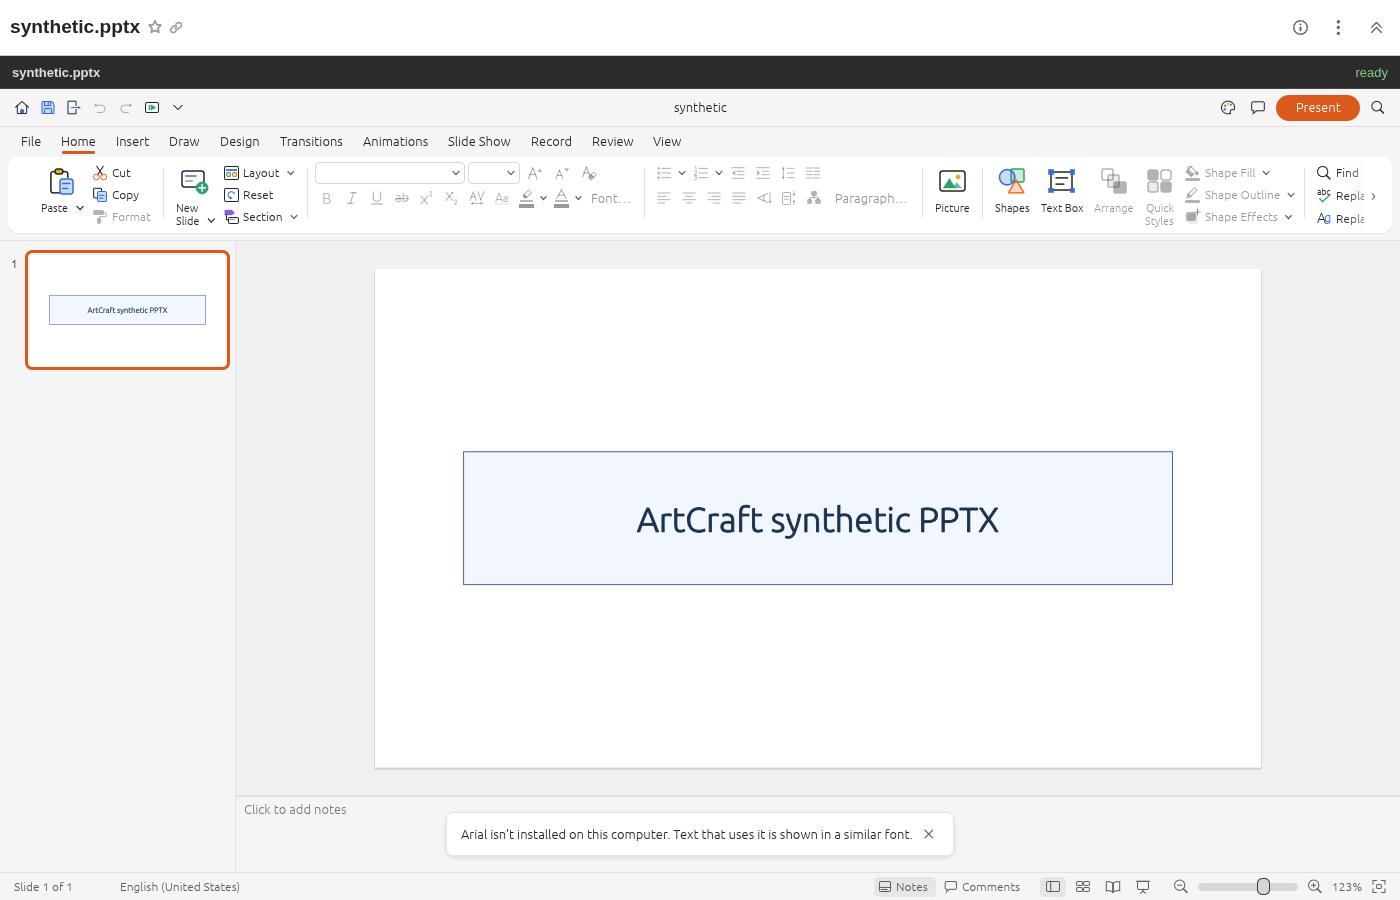 synthetic.pptx
synthetic.pptx
ready
synthetic
Present
File Home Insert Draw Design Transitions Animations Slide Show Record Review View
Paste
Cut
Copy
Format
New Slide
Layout
Reset
Section
Font...
Paragraph...
Picture
Shapes
Text Box
Arrange
Quick Styles
Shape Fill
Shape Outline
Shape Effects
Find
Repla
Repla
1
ArtCraft synthetic PPTX
ArtCraft synthetic PPTX
Click to add notes
Arial isn't installed on this computer. Text that uses it is shown in a similar font.
Slide 1 of 1
English (United States)
Notes
Comments
123%